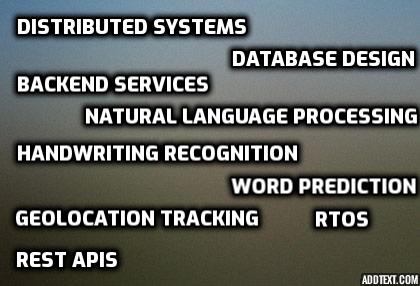 DISTRIBUTED SYSTEMS
DATABASE DESIGN
BACKEND SERVICES
NATURAL LANGUAGE PROCESSING
HANDWRITING RECOGNITION
WORD PREDICTION
GEOLOCATION TRACKING RTOS
REST APIS
ADDTEXT.COM